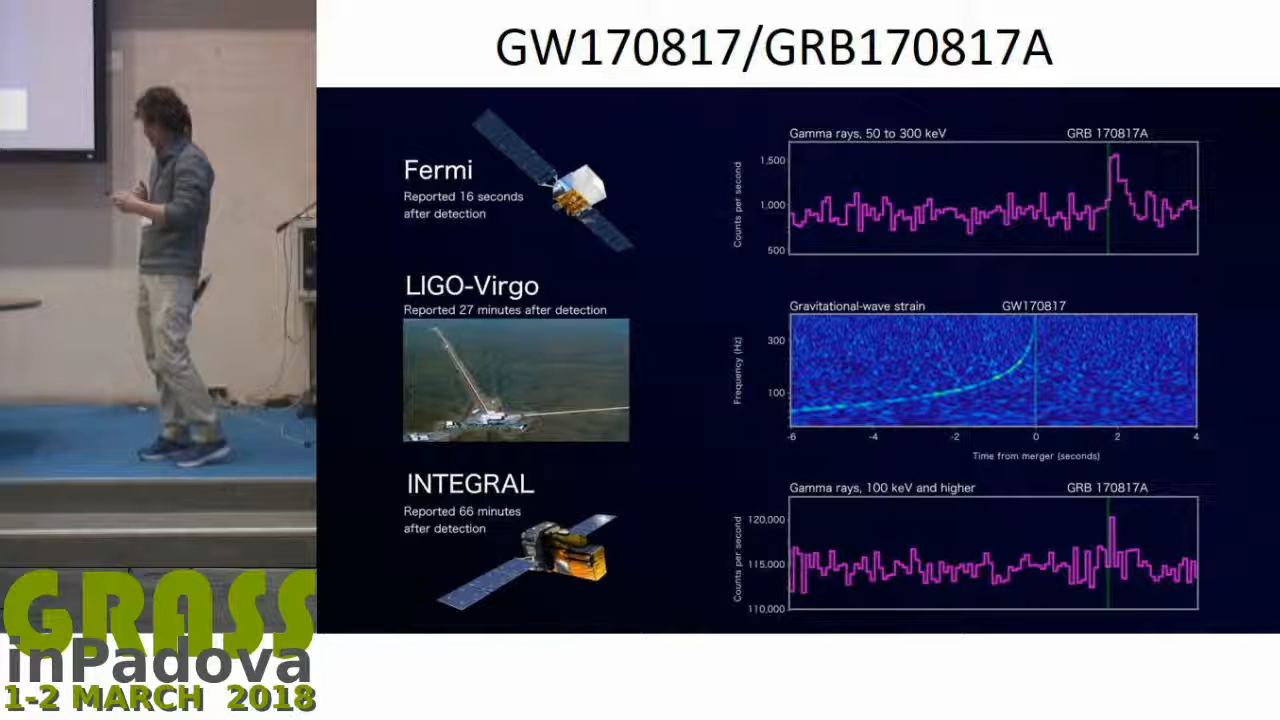 GW170817/GRB170817A
Fermi
Reported 16 seconds
after detection
Gamma rays, 50 to 300 keV
GRB 170817A
Counts per second
1,500
1,000
500
LIGO-Virgo
Reported 27 minutes after detection
Gravitational-wave strain
GW170817
Frequency (Hz)
300
100
-6
-4
-2
0
2
4
Time from merger (seconds)
INTEGRAL
Reported 66 minutes
after detection
Gamma rays, 100 keV and higher
GRB 170817A
Counts per second
120,000
115,000
110,000
GRASS
inPadova
1-2 MARCH 2018